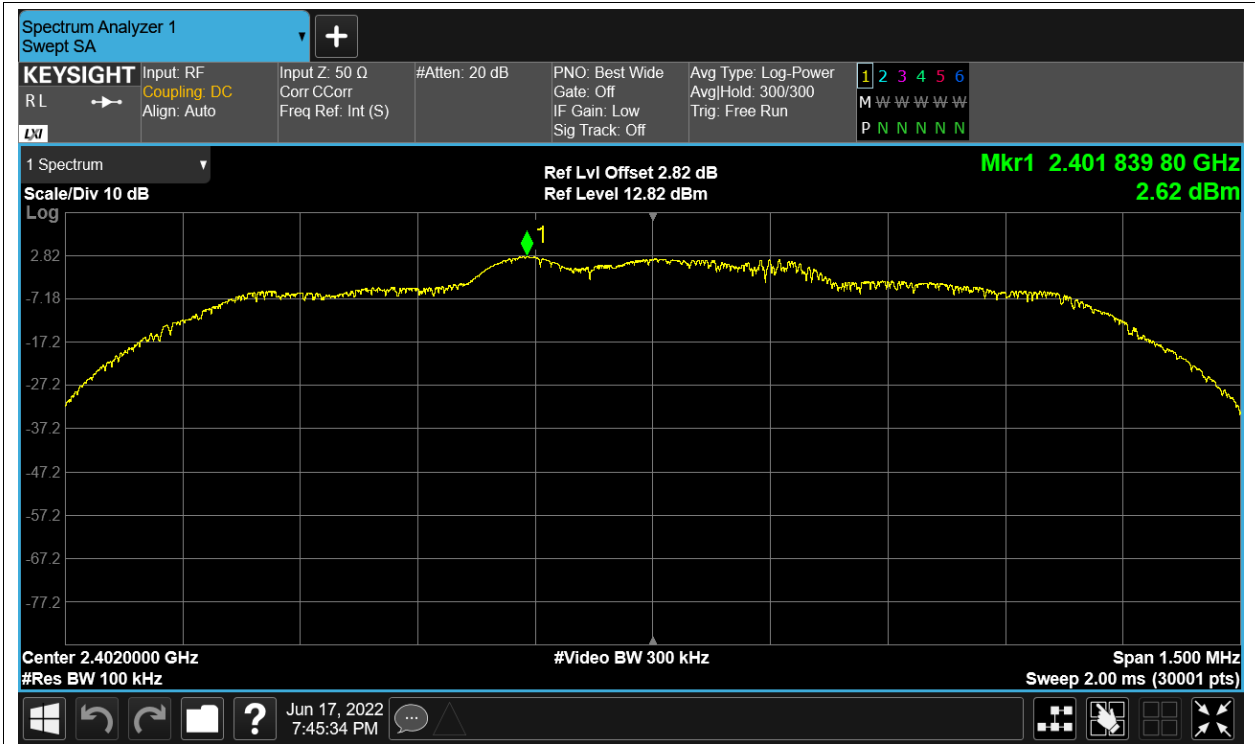 Spectrum Analyzer 1
Swept SA
KEYSIGHT
R L
LXI
Input: RF
Coupling: DC
Align: Auto
Input Z: 50 Ω
Corr CCorr
Freq Ref: Int (S)
#Atten: 20 dB
PNO: Best Wide
Gate: Off
IF Gain: Low
Sig Track: Off
Avg Type: Log-Power
Avg|Hold: 300/300
Trig: Free Run
1 2 3 4 5 6
M W W W W W
P N N N N N
1 Spectrum
Scale/Div 10 dB
Log
Ref Lvl Offset 2.82 dB
Ref Level 12.82 dBm
Mkr1 2.401 839 80 GHz
2.62 dBm
1
2.82
-7.18
-17.2
-27.2
-37.2
-47.2
-57.2
-67.2
-77.2
Center 2.4020000 GHz
#Video BW 300 kHz
Span 1.500 MHz
#Res BW 100 kHz
Sweep 2.00 ms (30001 pts)
?
Jun 17, 2022
7:45:34 PM